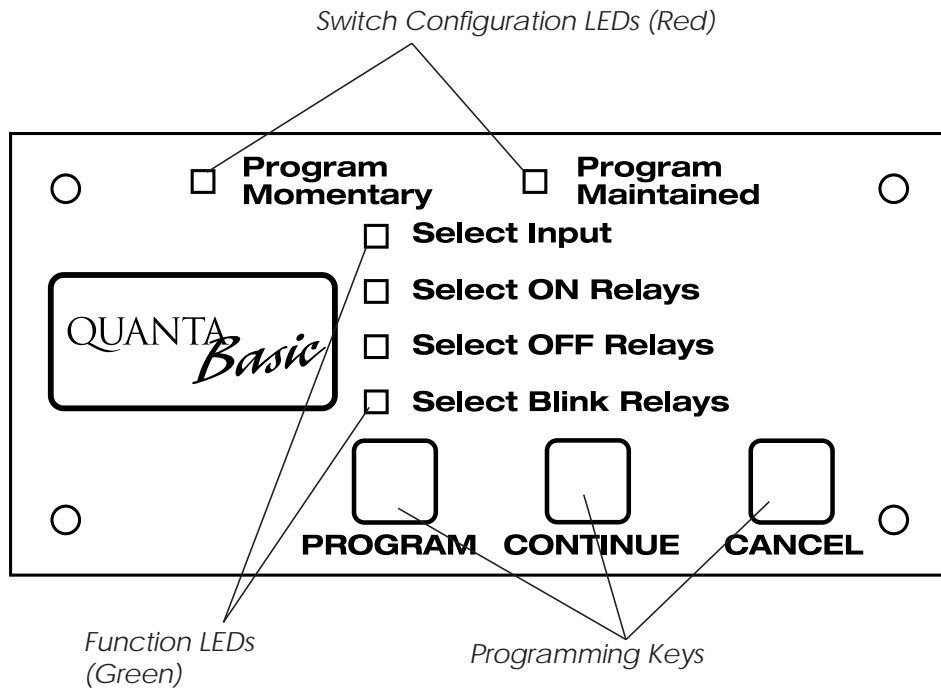 Switch Configuration LEDs (Red)
Program
Momentary
Program
Maintained
Select Input
Select ON Relays
Select OFF Relays
Select Blink Relays
QUANTA
Basic
PROGRAM
CONTINUE
CANCEL
Function LEDs
(Green)
Programming Keys